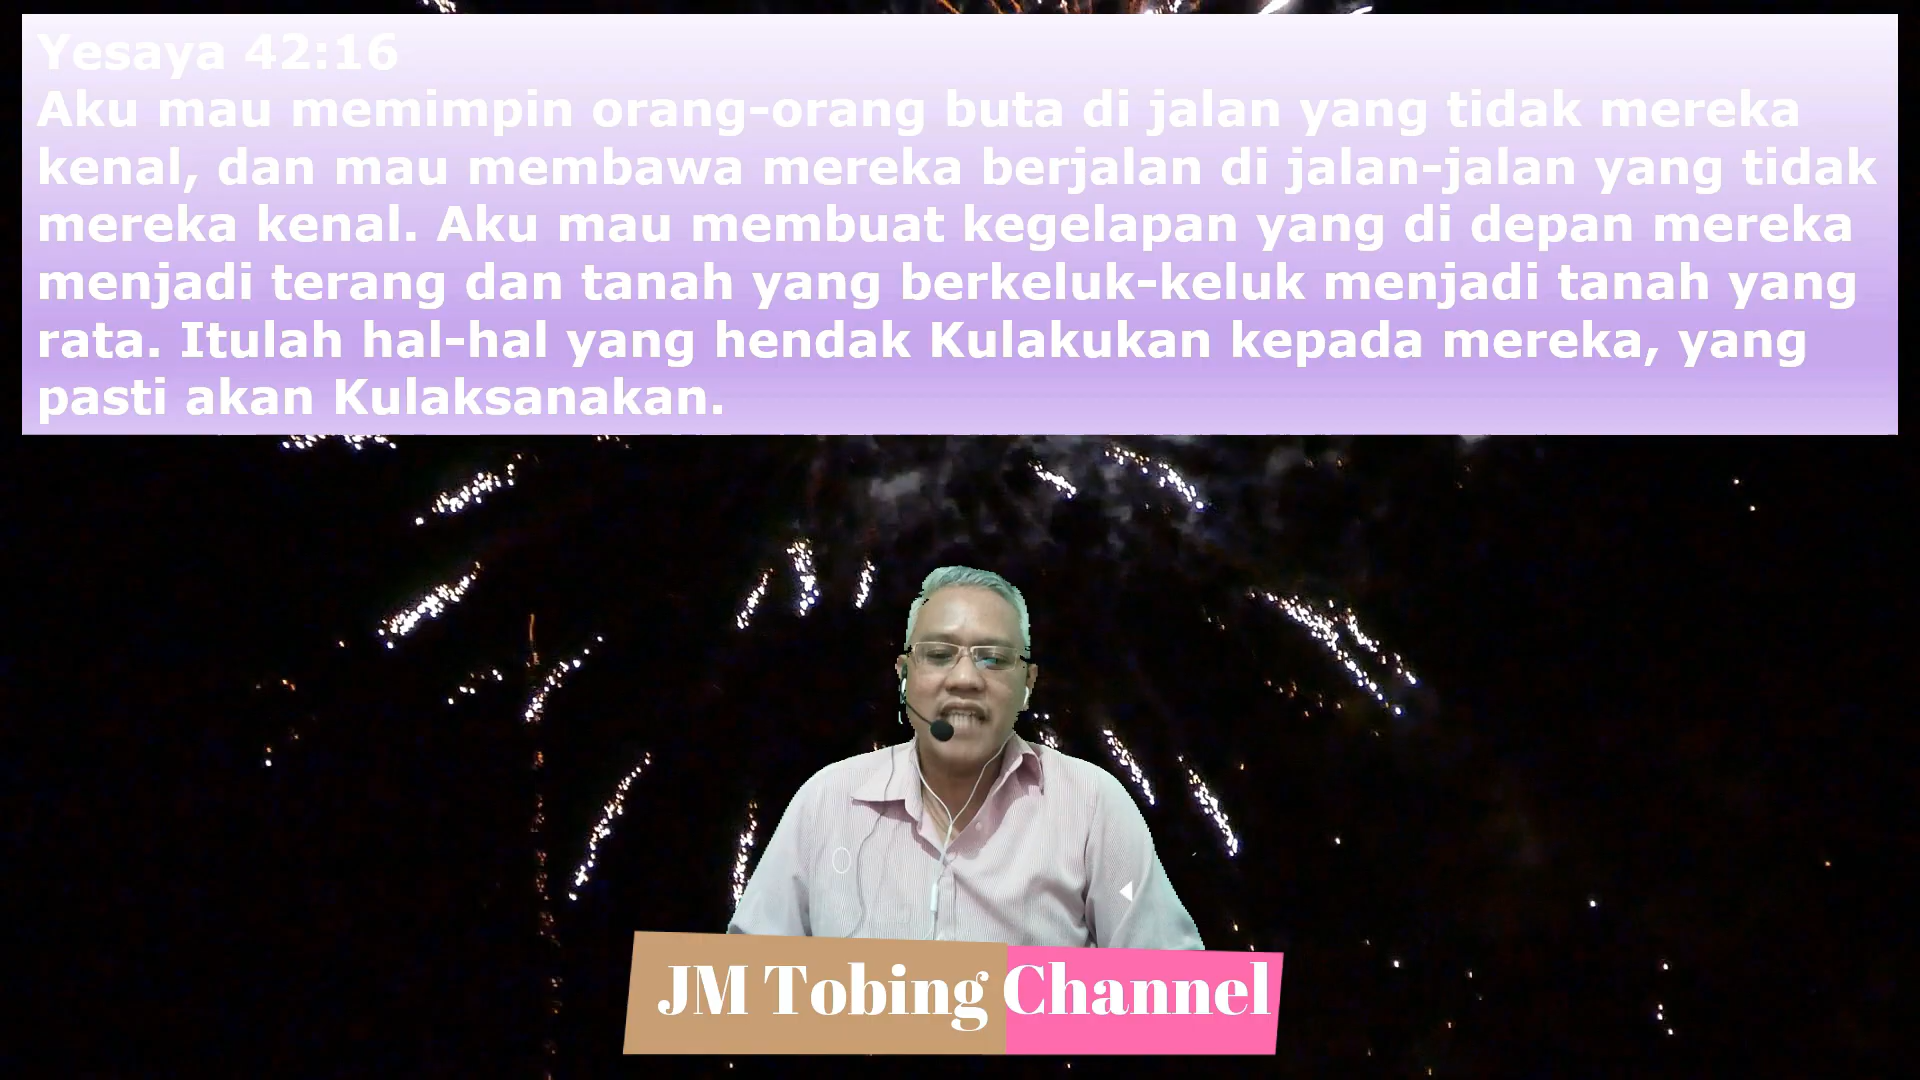 Yesaya 42:16
Aku mau memimpin orang-orang buta di jalan yang tidak mereka
kenal, dan mau membawa mereka berjalan di jalan-jalan yang tidak
mereka kenal. Aku mau membuat kegelapan yang di depan mereka
menjadi terang dan tanah yang berkeluk-keluk menjadi tanah yang
rata. Itulah hal-hal yang hendak Kulakukan kepada mereka, yang
pasti akan Kulaksanakan.
JM Tobing Channel